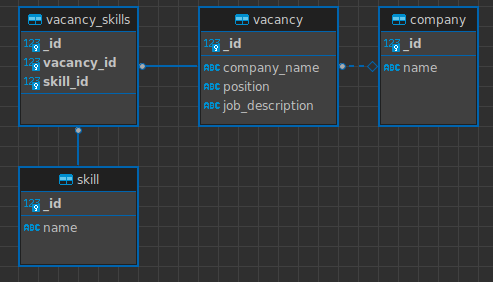 vacancy_skills
123 _id
123 vacancy_id
123 skill_id
vacancy
123 _id
ABC company_name
ABC position
ABC job_description
company
123 _id
ABC name
skill
123 _id
ABC name